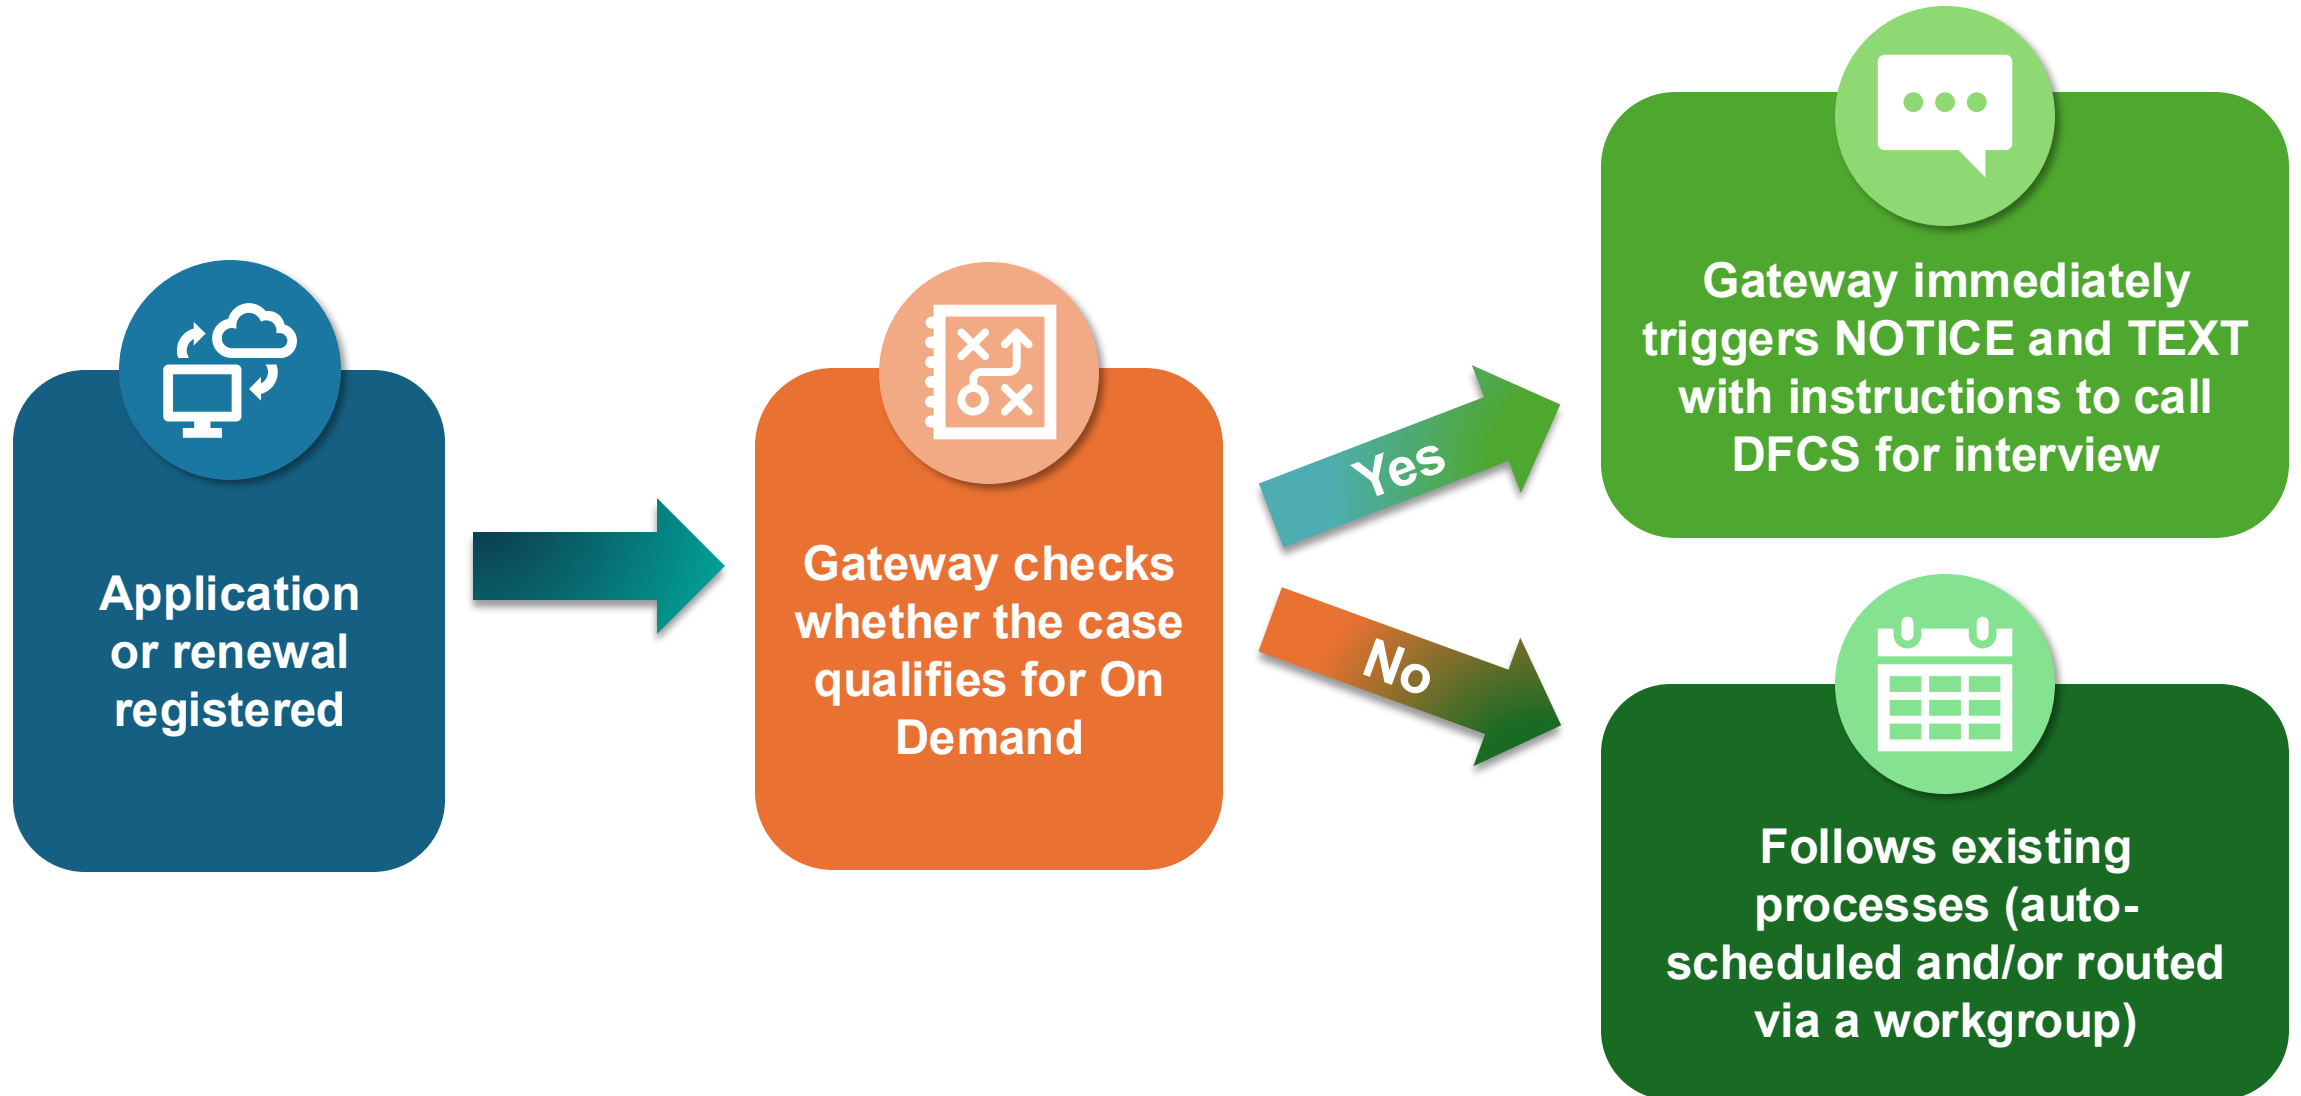 Application
or renewal
registered
Gateway checks
whether the case
qualifies for On
Demand
Yes
No
Gateway immediately
triggers NOTICE and TEXT
with instructions to call
DFCS for interview
Follows existing
processes (auto-
scheduled and/or routed
via a workgroup)